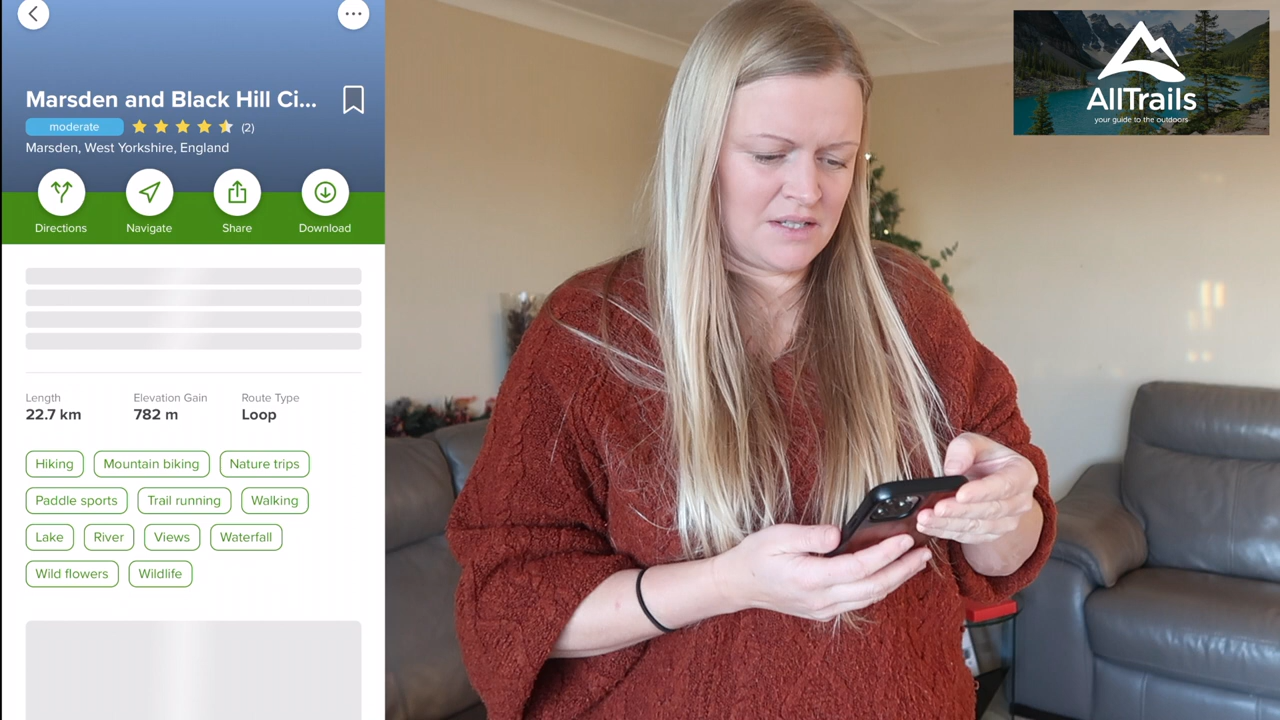 Marsden and Black Hill Ci...
moderate
(2)
Marsden, West Yorkshire, England
Directions
Navigate
Share
Download
Length
Elevation Gain
Route Type
22.7 km
782 m
Loop
Hiking
Mountain biking
Nature trips
Paddle sports
Trail running
Walking
Lake
River
Views
Waterfall
Wild flowers
Wildlife
AllTrails
your guide to the outdoors